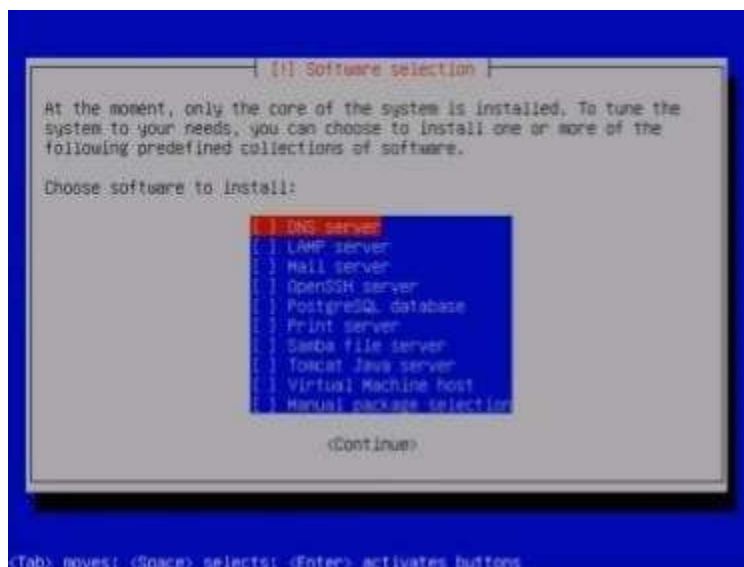 [!] Software selection
At the moment, only the core of the system is installed. To tune the
system to your needs, you can choose to install one or more of the
following predefined collections of software.
Choose software to install:
[ ] DNS server
[ ] LAMP server
[ ] Mail server
[ ] OpenSSH server
[ ] PostgreSQL database
[ ] Print server
[ ] Samba file server
[ ] Tomcat Java server
[ ] Virtual Machine host
[ ] Manual package selection
<Continue>
<Tab> moves; <Space> selects; <Enter> activates buttons